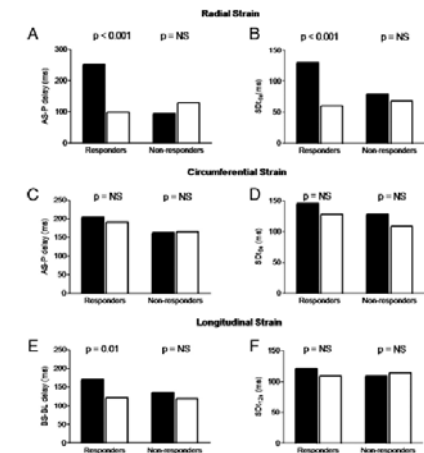 Radial Strain
A
p < 0.001 p = NS
AS-P delay (ms)
300
200
100
0
Responders Non-responders
B
p < 0.001 p = NS
(ms)
150
100
50
0
Responders Non-responders
Circumferential Strain
C
p = NS p = NS
AS-P delay (ms)
250
200
150
100
50
0
Responders Non-responders
D
p = NS p = NS
(ms)
150
100
50
0
Responders Non-responders
Longitudinal Strain
E
p = 0.01 p = NS
delay (ms)
250
200
150
100
50
0
Responders Non-responders
F
p = NS p = NS
(ms)
150
100
50
0
Responders Non-responders